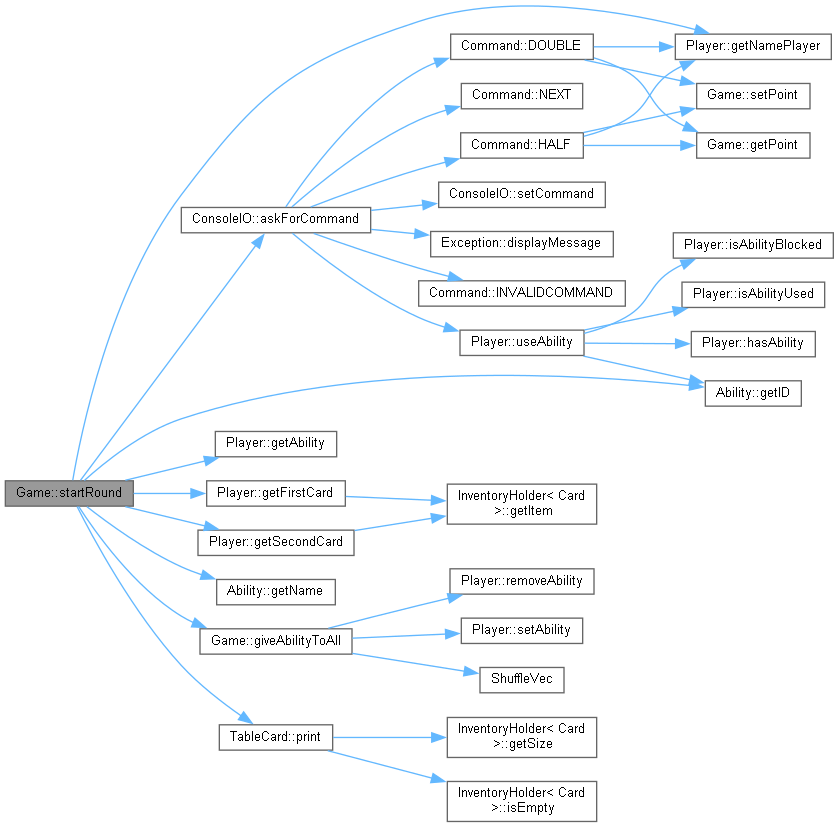 Command::DOUBLE
Player::getNamePlayer
Command::NEXT
Game::setPoint
Command::HALF
Game::getPoint
ConsoleIO::setCommand
ConsoleIO::askForCommand
Exception::displayMessage
Player::isAbilityBlocked
Command::INVALIDCOMMAND
Player::isAbilityUsed
Player::useAbility
Player::hasAbility
Ability::getID
Player::getAbility
Game::startRound
Player::getFirstCard
InventoryHolder< Card
>::getItem
Player::getSecondCard
Ability::getName
Player::removeAbility
Game::giveAbilityToAll
Player::setAbility
ShuffleVec
TableCard::print
InventoryHolder< Card
>::getSize
InventoryHolder< Card
>::isEmpty